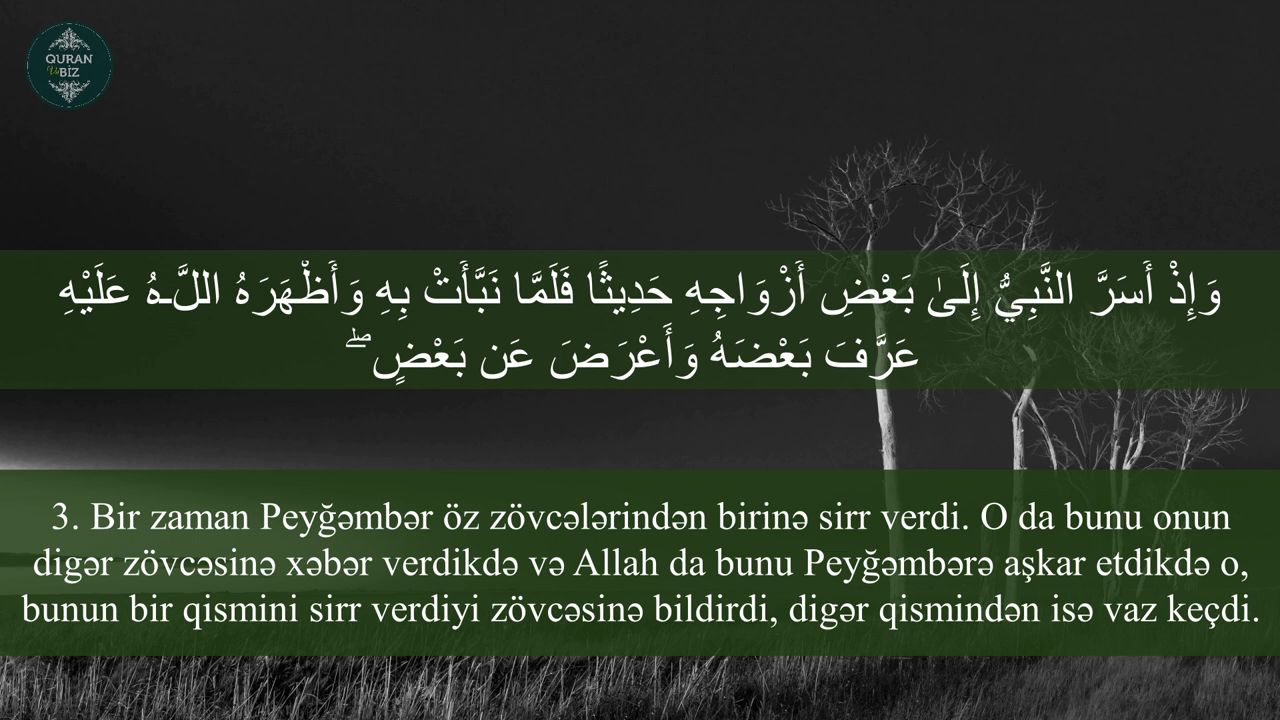 QURAN
Və BİZ
وَإِذْ أَسَرَّ النَّبِيُّ إِلَىٰ بَعْضِ أَزْوَاجِهِ حَدِيثًا فَلَمَّا نَبَّأَتْ بِهِ وَأَظْهَرَهُ اللَّـهُ عَلَيْهِ
عَرَّفَ بَعْضَهُ وَأَعْرَضَ عَن بَعْضٍ ۖ
3. Bir zaman Peyğəmbər öz zövcələrindən birinə sirr verdi. O da bunu onun
digər zövcəsinə xəbər verdikdə və Allah da bunu Peyğəmbərə aşkar etdikdə o,
bunun bir qismini sirr verdiyi zövcəsinə bildirdi, digər qismindən isə vaz keçdi.